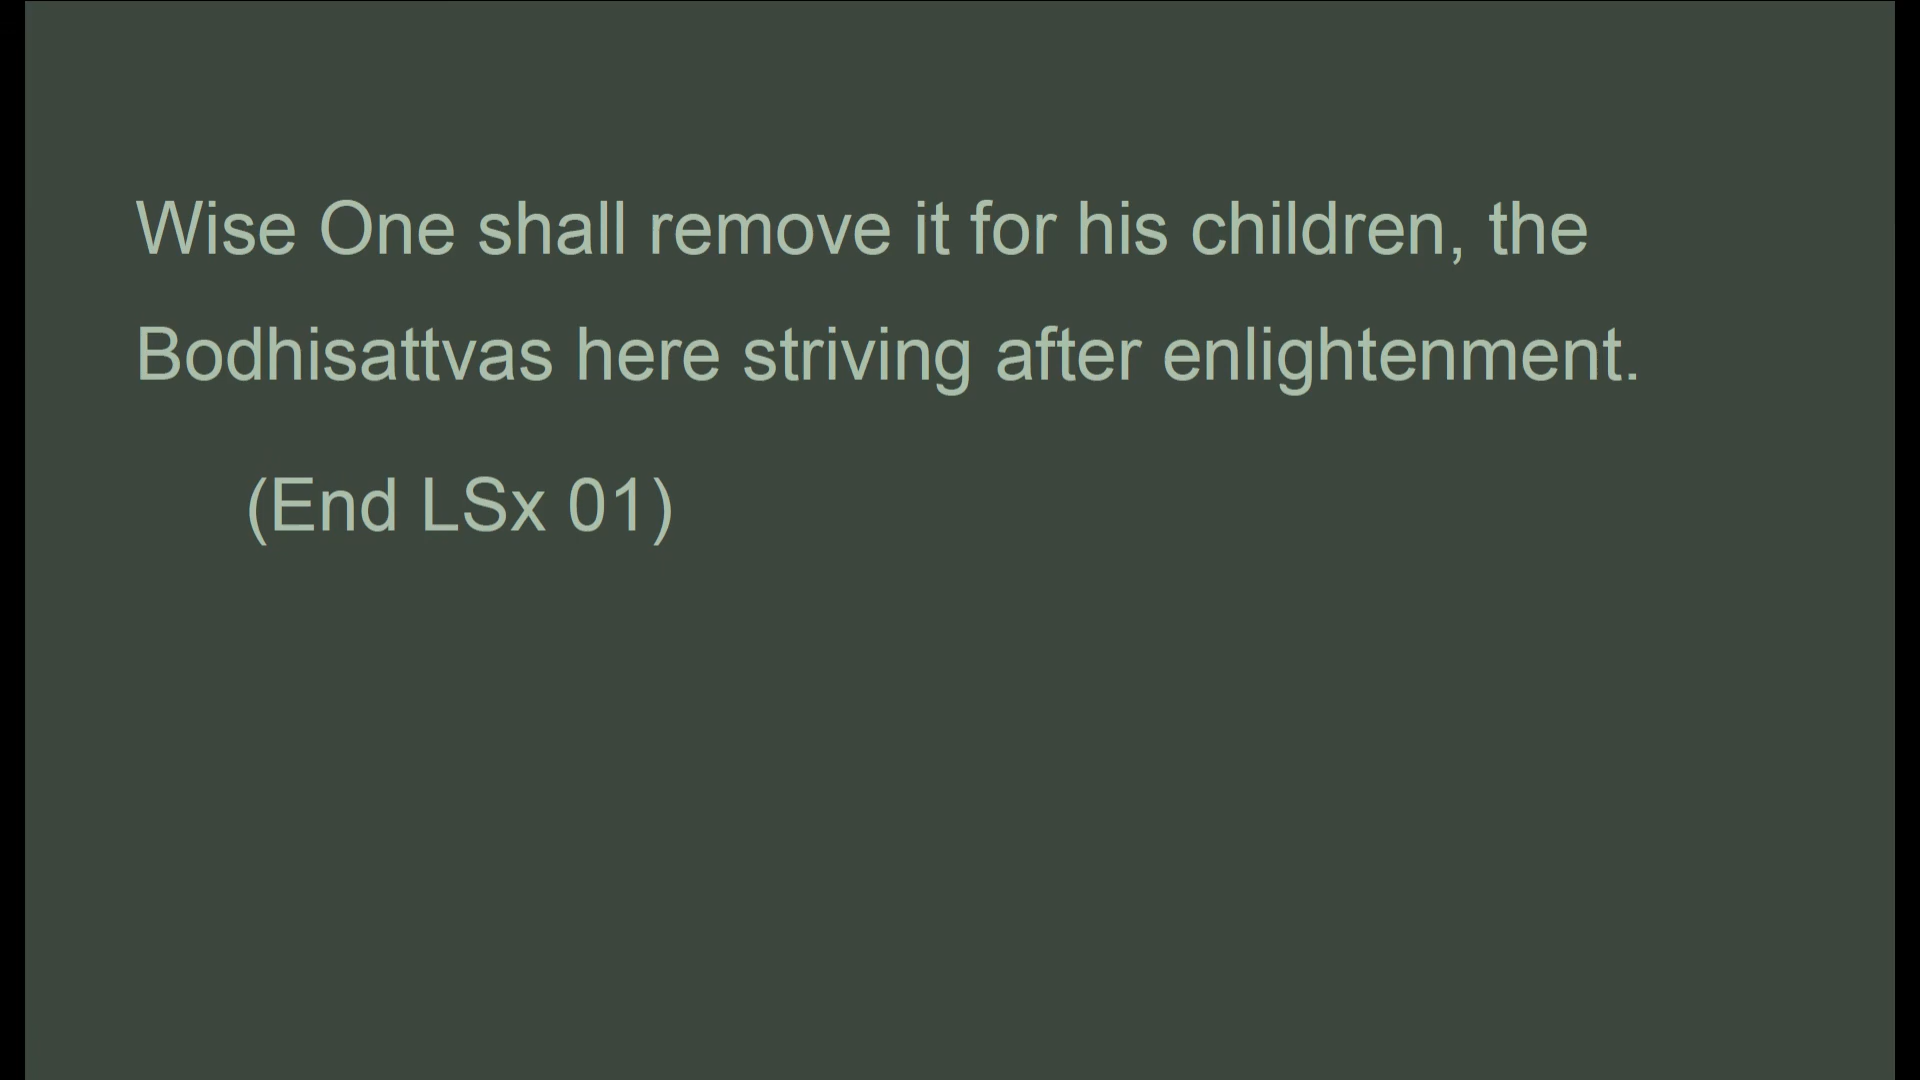 Wise One shall remove it for his children, the
Bodhisattvas here striving after enlightenment.
(End LSx 01)